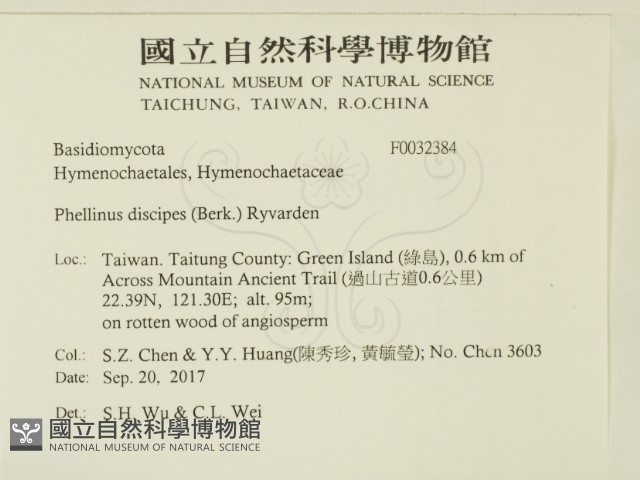 國立自然科學博物館
NATIONAL MUSEUM OF NATURAL SCIENCE
TAICHUNG, TAIWAN, R.O.CHINA
Basidiomycota F0032384
Hymenochaetales, Hymenochaetaceae
Phellinus discipes (Berk.) Ryvarden
Loc.: Taiwan. Taitung County: Green Island (綠島), 0.6 km of
Across Mountain Ancient Trail (過山古道0.6公里)
22.39N, 121.30E; alt. 95m;
on rotten wood of angiosperm
Col.: S.Z. Chen & Y.Y. Huang(陳秀珍, 黃毓瑩); No. Chen 3603
Date: Sep. 20, 2017
Det.: S.H. Wu & C.L. Wei
國立自然科學博物館
NATIONAL MUSEUM OF NATURAL SCIENCE